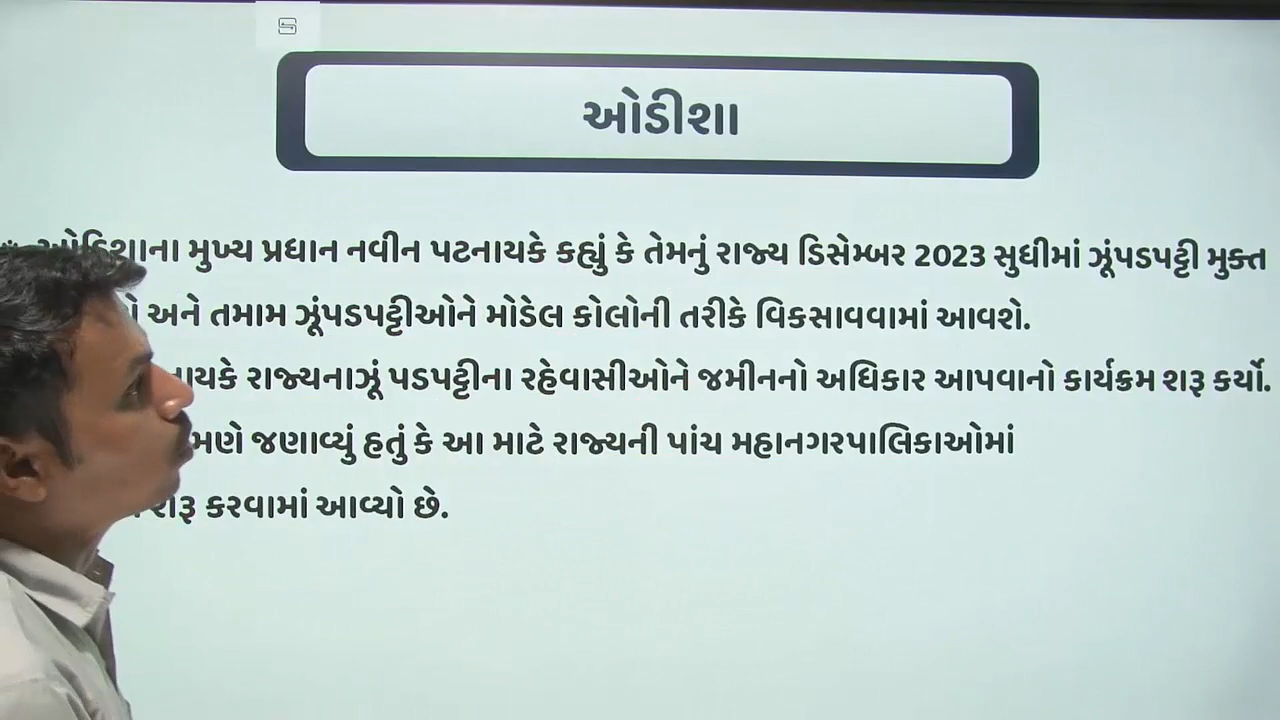 ઓડીશા
ઓડિશાના મુખ્ય પ્રધાન નવીન પટનાયકે કહ્યું કે તેમનું રાજ્ય ડિસેમ્બર 2023 સુધીમાં ઝૂંપડપટ્ટી મુક્ત
અને તમામ ઝૂંપડપટ્ટીઓને મોડેલ કોલોની તરીકે વિકસાવવામાં આવશે.
રાજ્યનાઝૂં પડપટ્ટીના રહેવાસીઓને જમીનનો અધિકાર આપવાનો કાર્યક્રમ શરૂ કર્યો.
જણાવ્યું હતું કે આ માટે રાજ્યની પાંચ મહાનગરપાલિકાઓમાં
શરૂ કરવામાં આવ્યો છે.